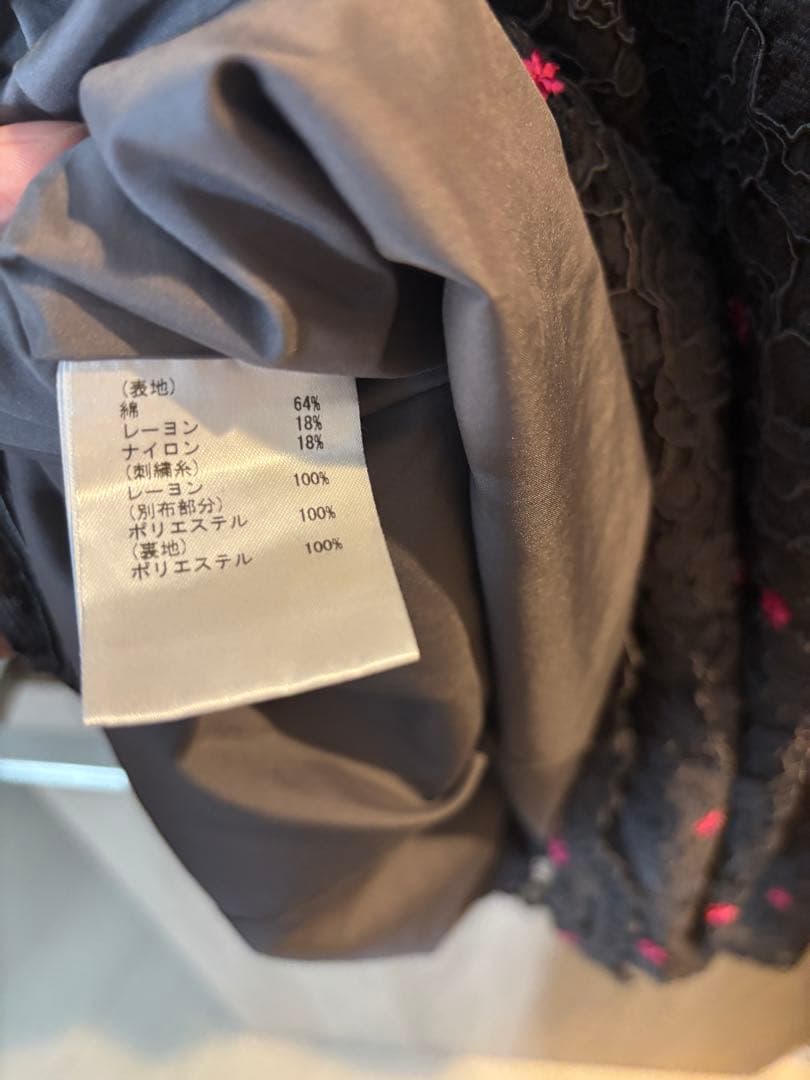 (表地)
綿 64%
レーヨン 18%
ナイロン 18%
(刺繍糸)
レーヨン 100%
(別布部分)
ポリエステル 100%
(裏地)
ポリエステル 100%